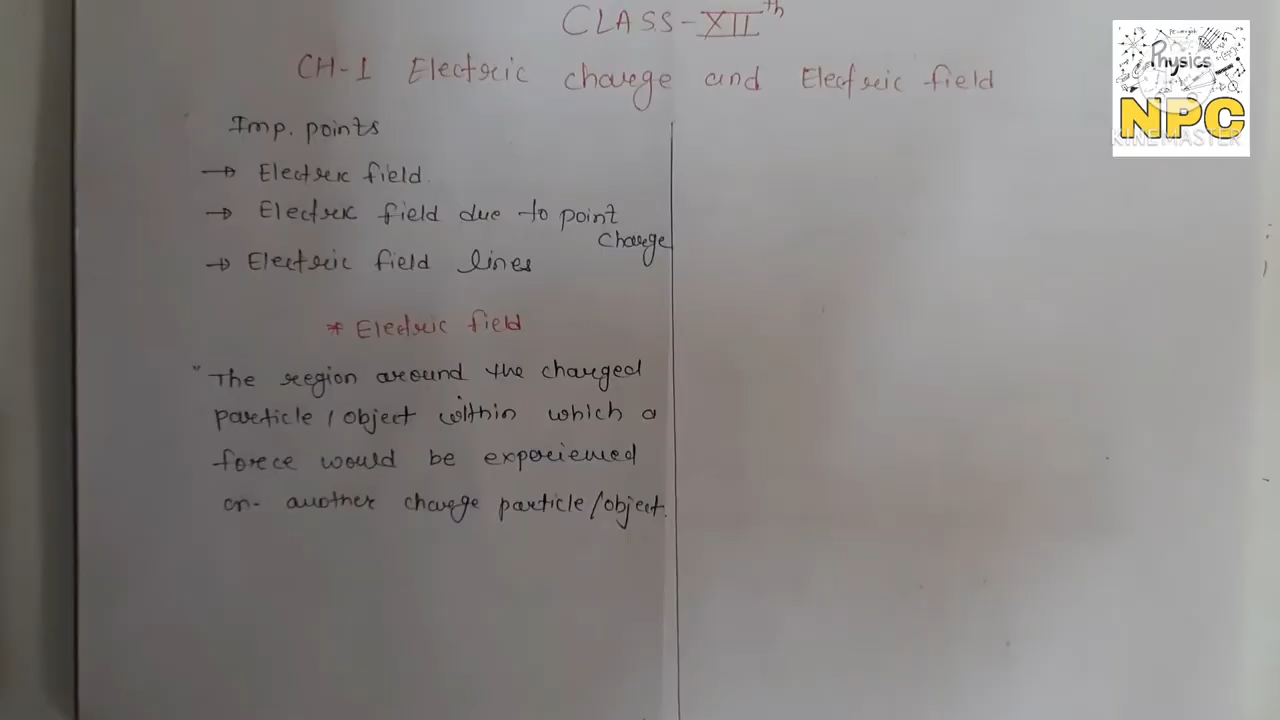 CLASS-XIIth
CH-1 Electric charge and Electric field
Physics
NPC
KINEMASTER
Imp. points
→ Electric field.
→ Electric field due to point
charge
→ Electric field lines
* Electric field
"The region around the charged
particle/object within which a
force would be experienced
on- another charge particle/object.